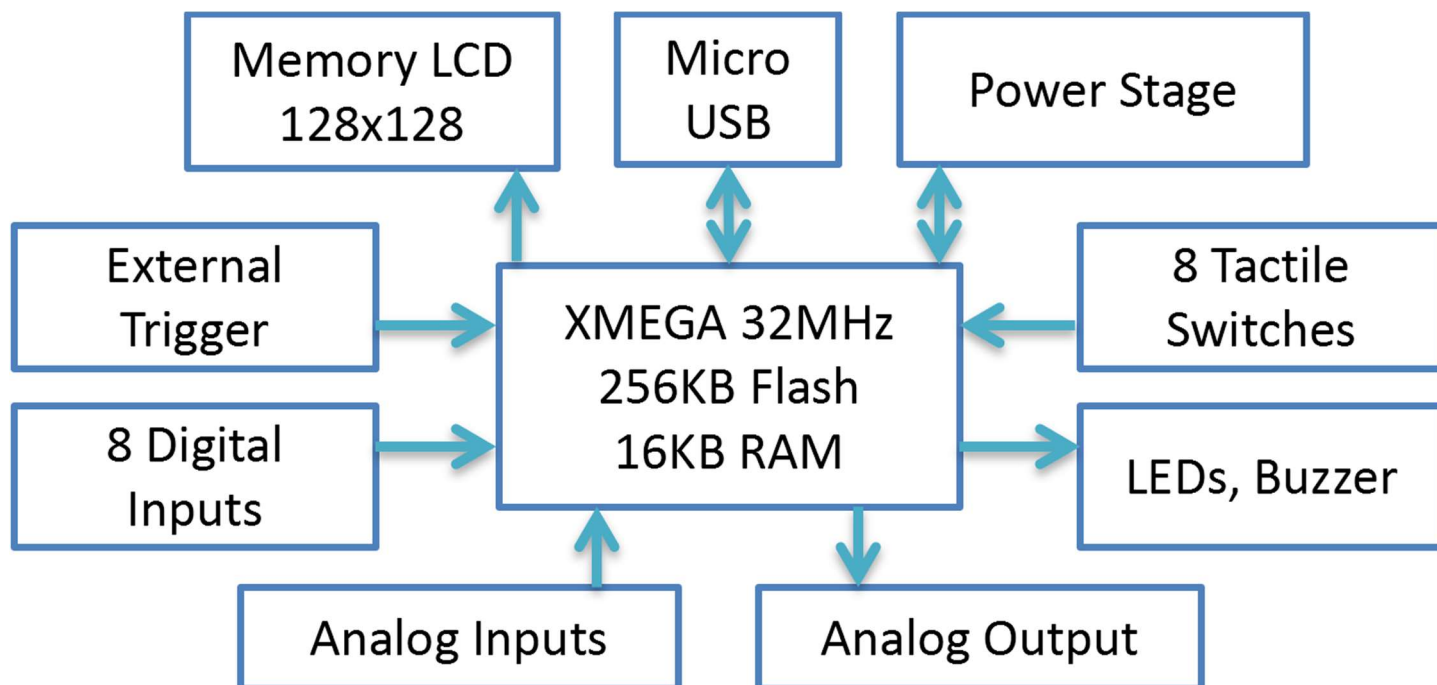 Memory LCD
128x128
Micro
USB
Power Stage
External
Trigger
XMEGA 32MHz
256KB Flash
16KB RAM
8 Tactile
Switches
8 Digital
Inputs
LEDs, Buzzer
Analog Inputs
Analog Output